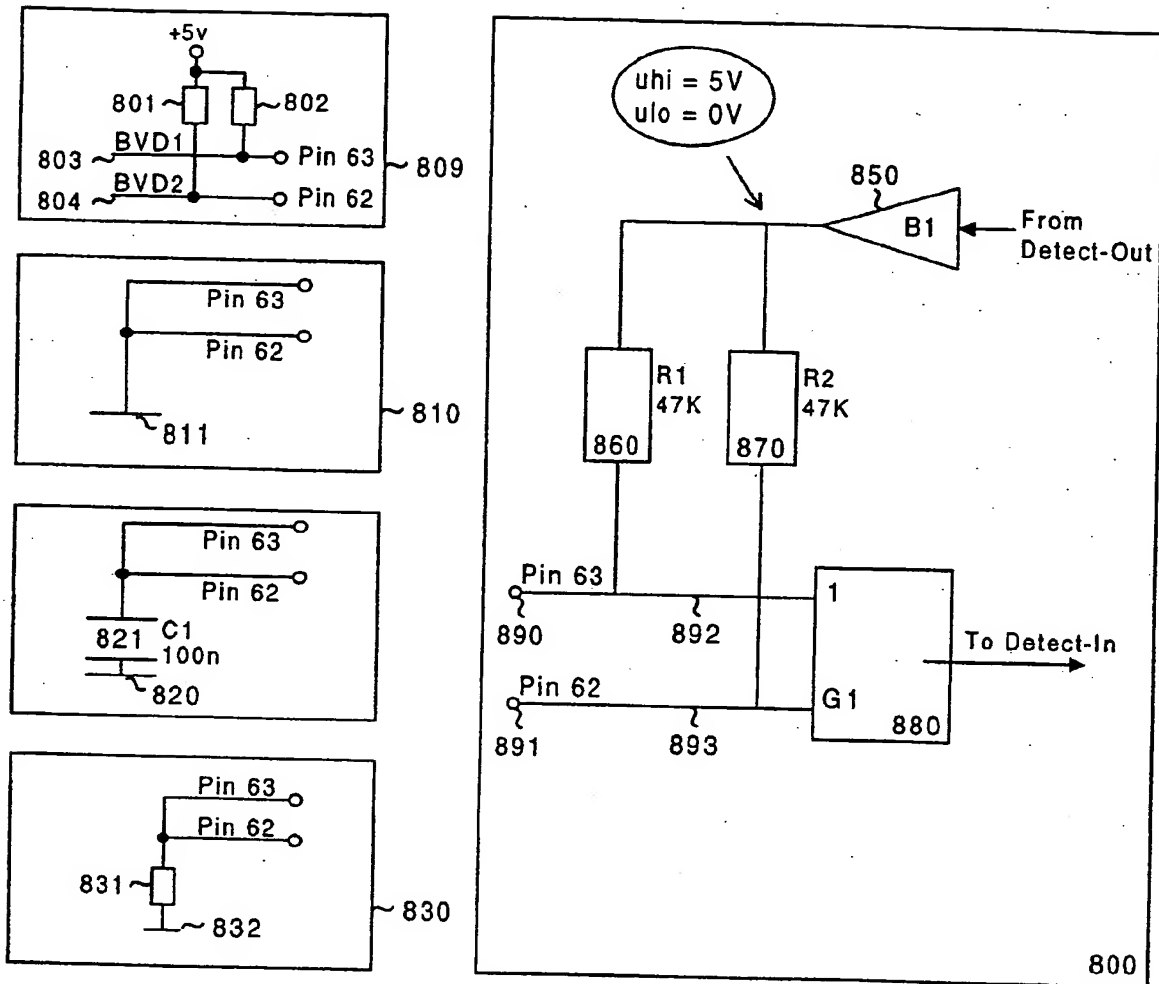 +5v
801
802
BVD1
803
Pin 63
809
BVD2
804
Pin 62
Pin 63
Pin 62
811
810
Pin 63
Pin 62
821
C1
100n
820
Pin 63
Pin 62
831
832
830
uhi = 5V
ulo = 0V
850
B1
From
Detect-Out
R1
47K
860
R2
47K
870
Pin 63
890
892
1
To Detect-In
Pin 62
891
893
G1
880
800